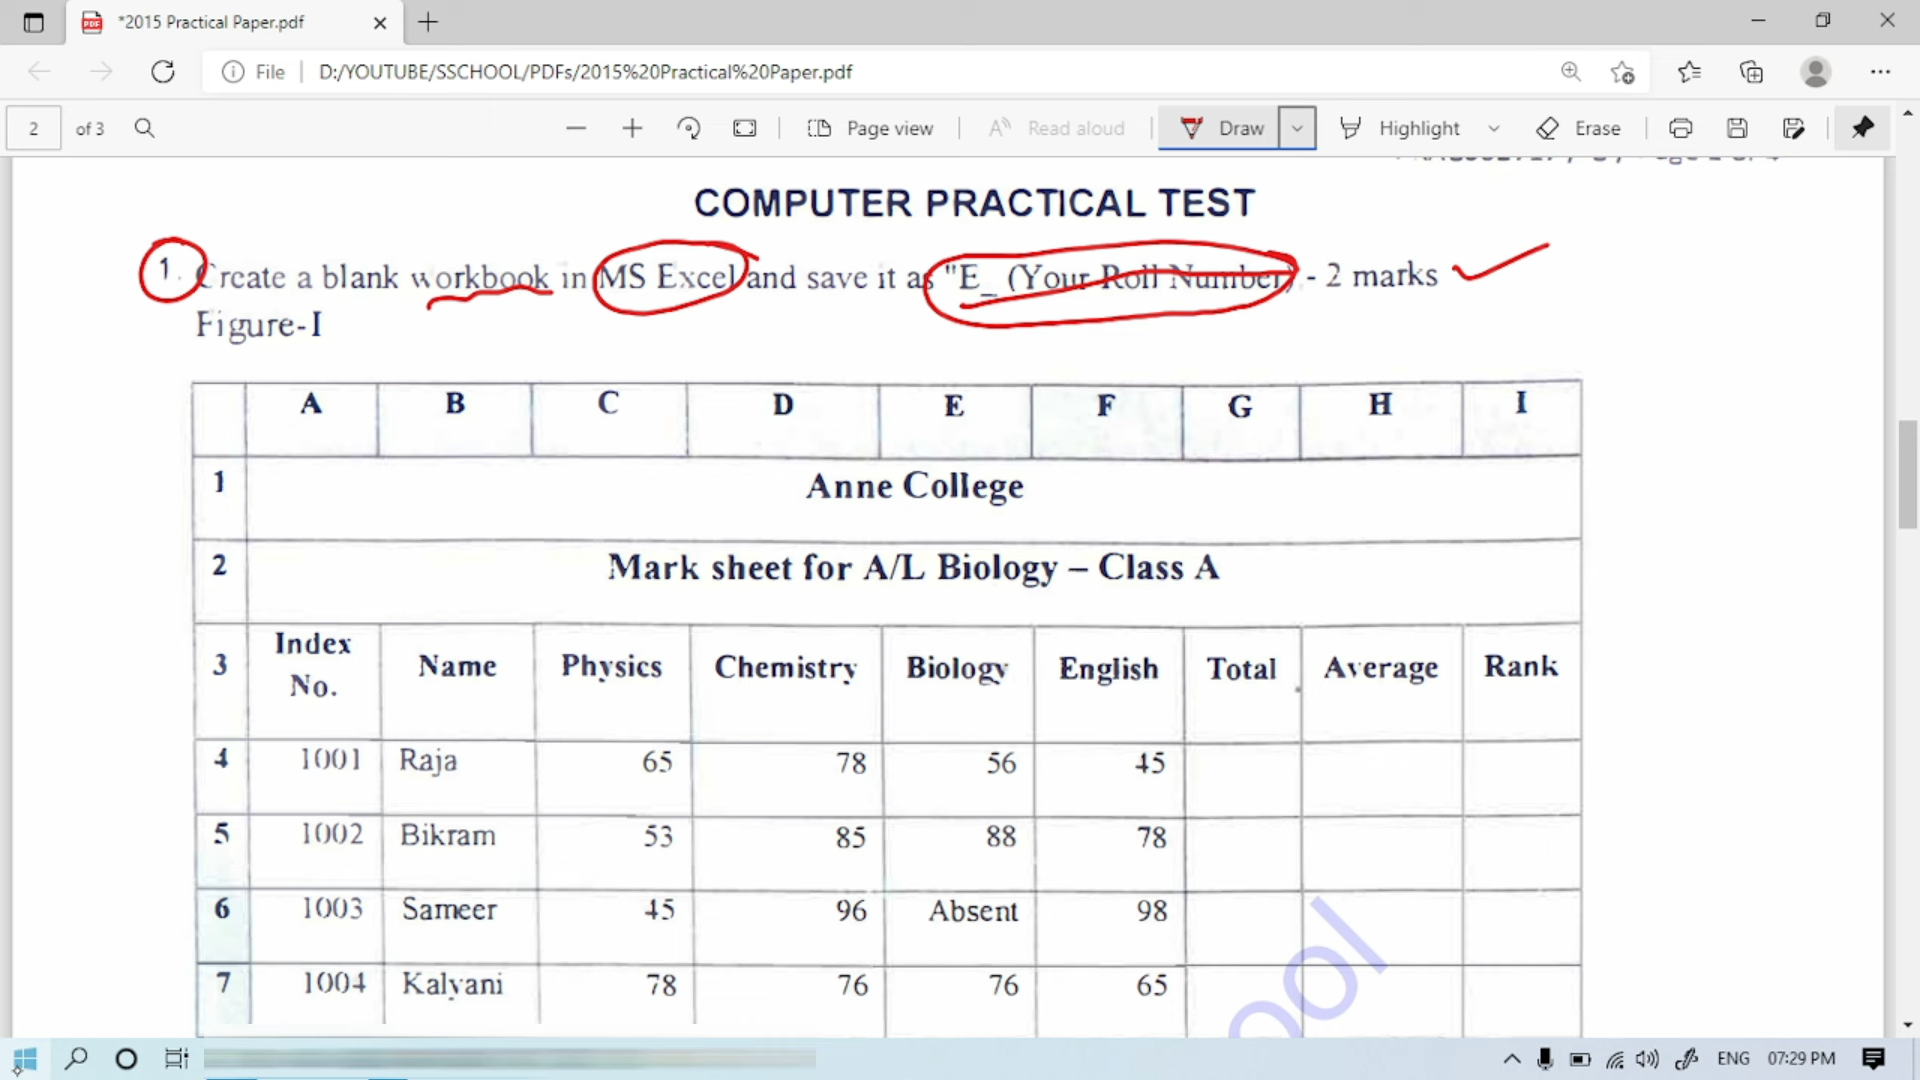 *2015 Practical Paper.pdf
File D:/YOUTUBE/SSCHOOL/PDFs/2015%20Practical%20Paper.pdf
2 of 3 Page view Read aloud Draw Highlight Erase
COMPUTER PRACTICAL TEST
1. Create a blank workbook in MS Excel and save it as "E_ (Your Roll Number) - 2 marks
Figure-I
A B C D E F G H I
1 Anne College
2 Mark sheet for A/L Biology – Class A
3 Index No. Name Physics Chemistry Biology English Total Average Rank
4 1001 Raja 65 78 56 45
5 1002 Bikram 53 85 88 78
6 1003 Sameer 45 96 Absent 98
7 1004 Kalyani 78 76 76 65
ool
ENG 07:29 PM